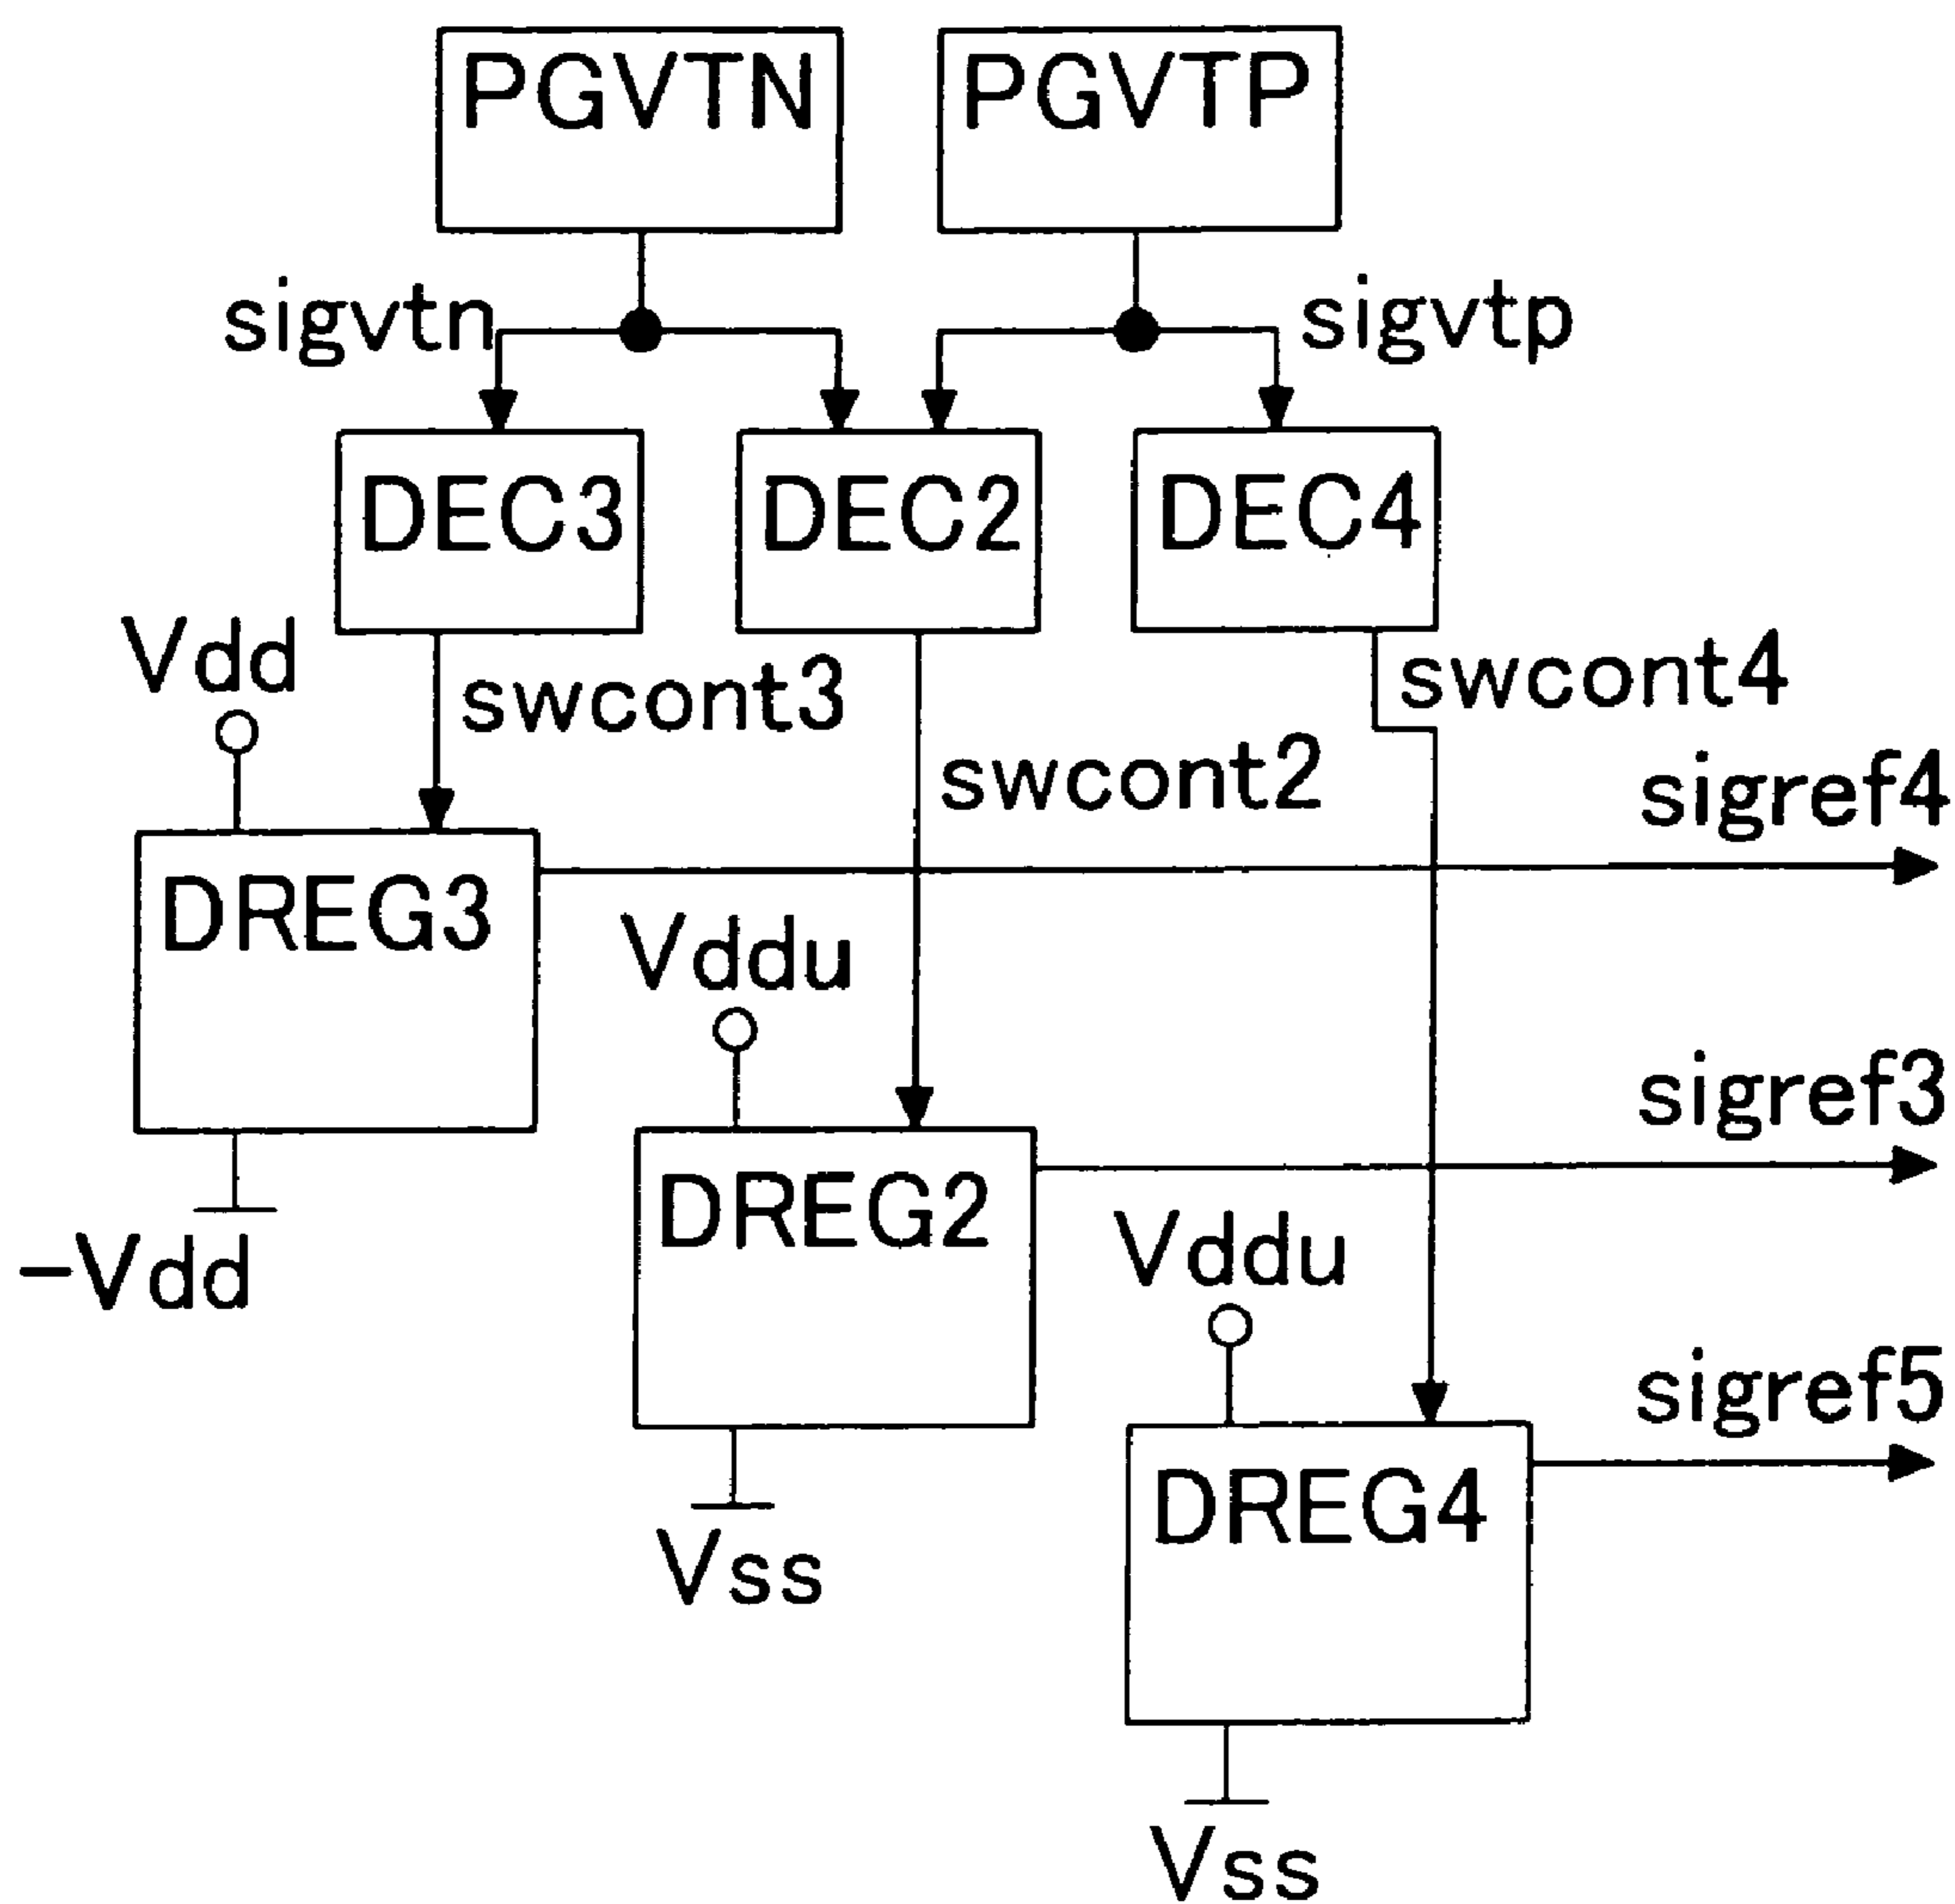 PGVTN
PGVTP
sigvtn
sigvtp
DEC3
DEC2
DEC4
Vdd
swcont3
swcont4
swcont2
sigref4
DREG3
Vddu
sigref3
DREG2
-Vdd
Vddu
sigref5
DREG4
Vss
Vss